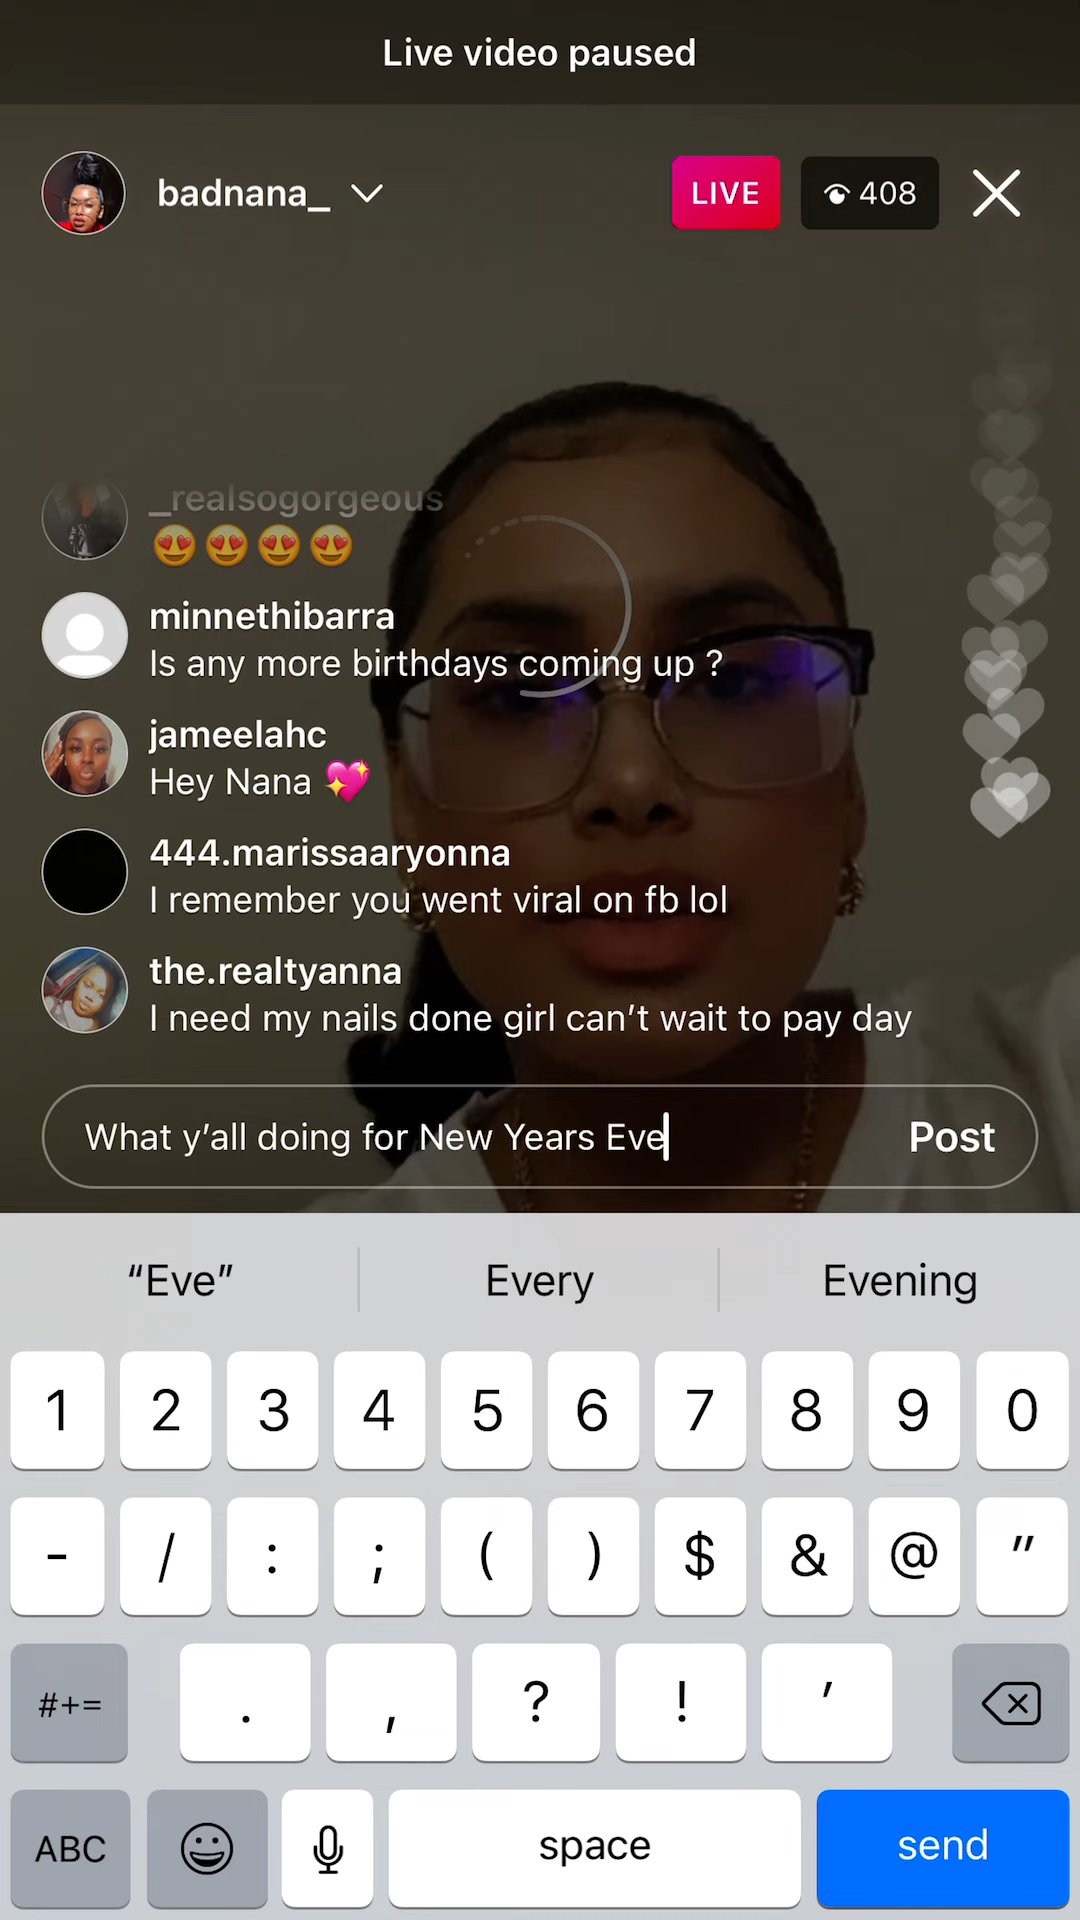 Live video paused
badnana_
LIVE
408
_realsogorgeous
😍😍😍😍
minnethibarra
Is any more birthdays coming up ?
jameelahc
Hey Nana 💖
444.marissaaryonna
I remember you went viral on fb lol
the.realtyanna
I need my nails done girl can’t wait to pay day
What y’all doing for New Years Eve
Post
“Eve”
Every
Evening
1 2 3 4 5 6 7 8 9 0
- / : ; ( ) $ & @ "
#+= . , ? ! '
ABC space send